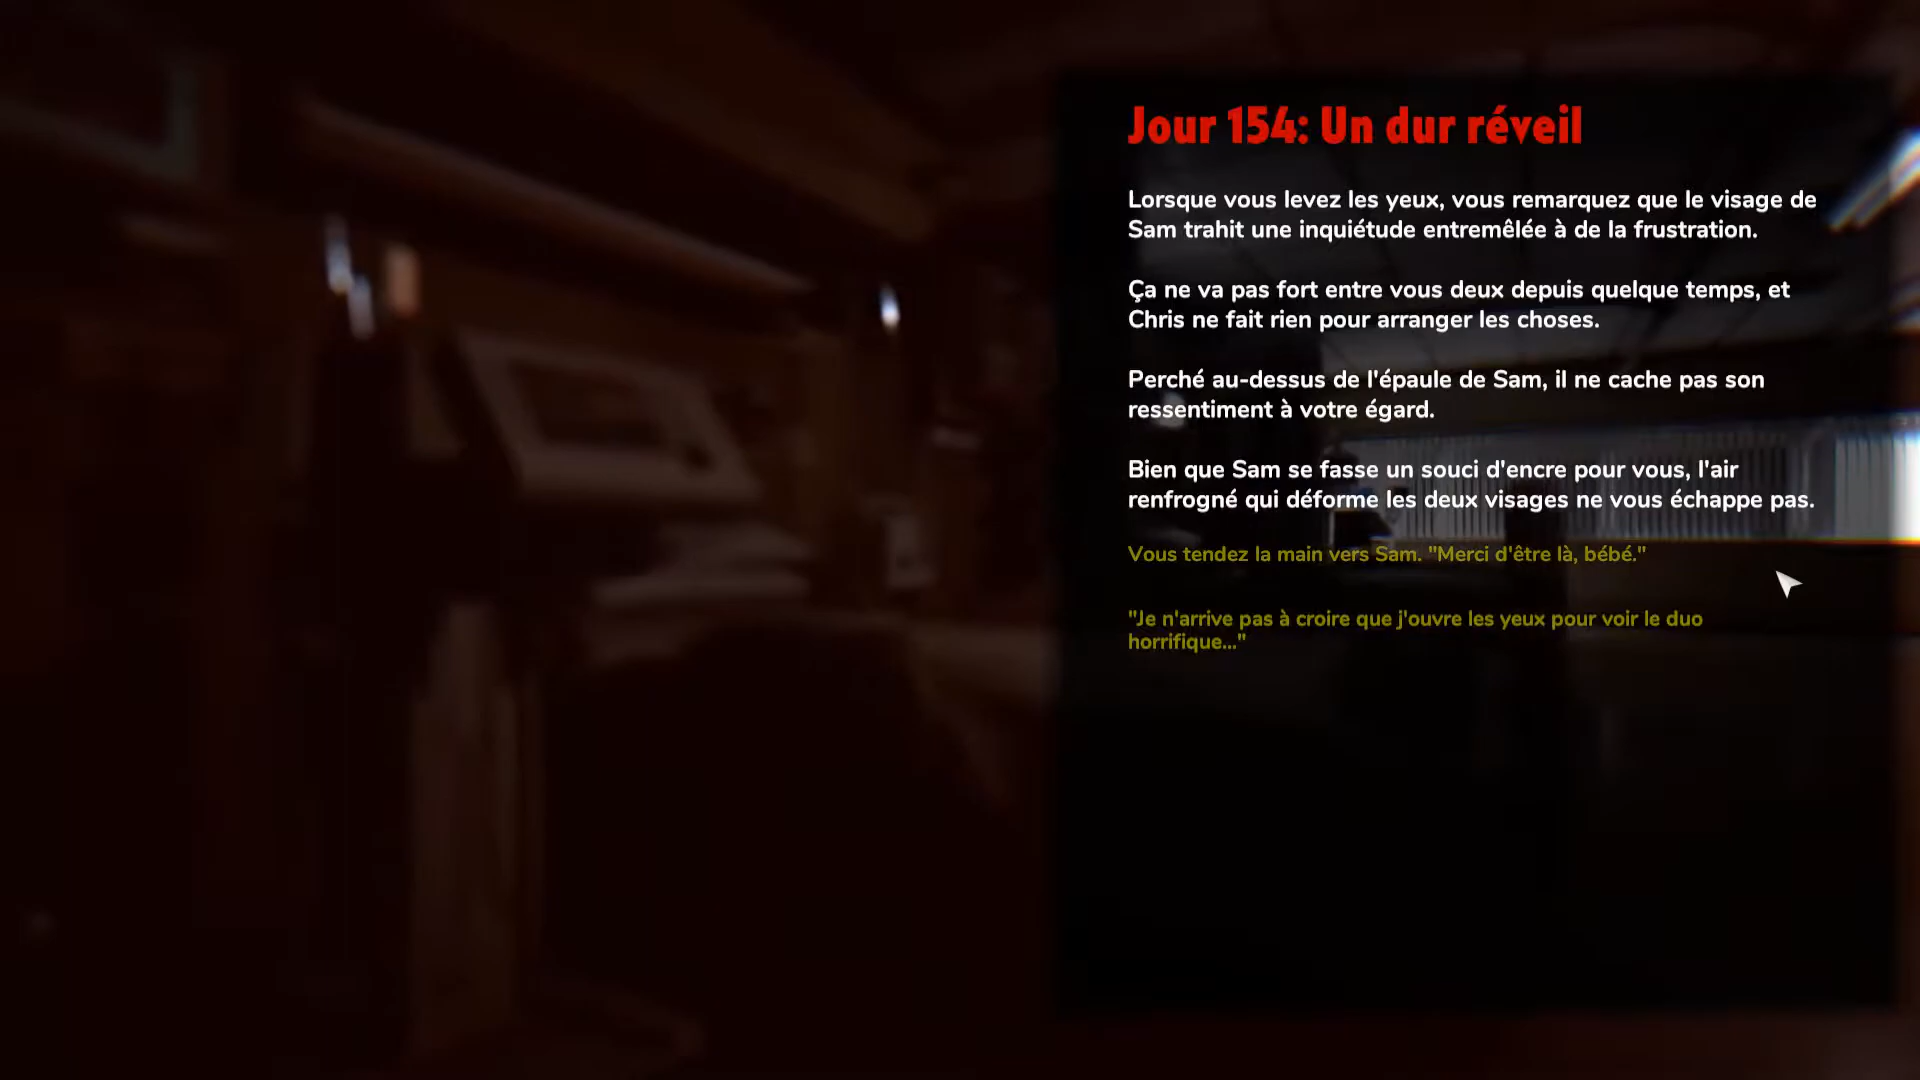 Jour 154: Un dur réveil
Lorsque vous levez les yeux, vous remarquez que le visage de
Sam trahit une inquiétude entremêlée à de la frustration.
Ça ne va pas fort entre vous deux depuis quelque temps, et
Chris ne fait rien pour arranger les choses.
Perché au-dessus de l'épaule de Sam, il ne cache pas son
ressentiment à votre égard.
Bien que Sam se fasse un souci d'encre pour vous, l'air
renfrogné qui déforme les deux visages ne vous échappe pas.
Vous tendez la main vers Sam. "Merci d'être là, bébé."
"Je n'arrive pas à croire que j'ouvre les yeux pour voir le duo
horrifique..."